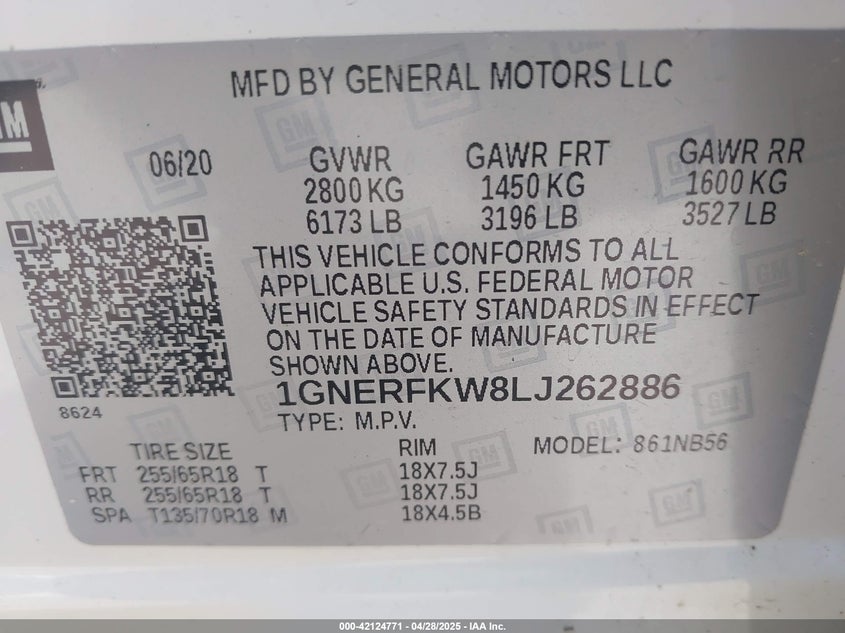 MFD BY GENERAL MOTORS LLC
GM
06/20 GVWR GAWR FRT GAWR RR
2800 KG 1450 KG 1600 KG
6173 LB 3196 LB 3527 LB
THIS VEHICLE CONFORMS TO ALL
APPLICABLE U.S. FEDERAL MOTOR
VEHICLE SAFETY STANDARDS IN EFFECT
ON THE DATE OF MANUFACTURE
SHOWN ABOVE.
1GNERFKW8LJ262886
8624
TYPE: M.P.V.
TIRE SIZE RIM MODEL: 861NB56
FRT 255/65R18 T 18X7.5J
RR 255/65R18 T 18X7.5J
SPA T135/70R18 M 18X4.5B
000-42124771 - 04/28/2025 - IAA Inc.